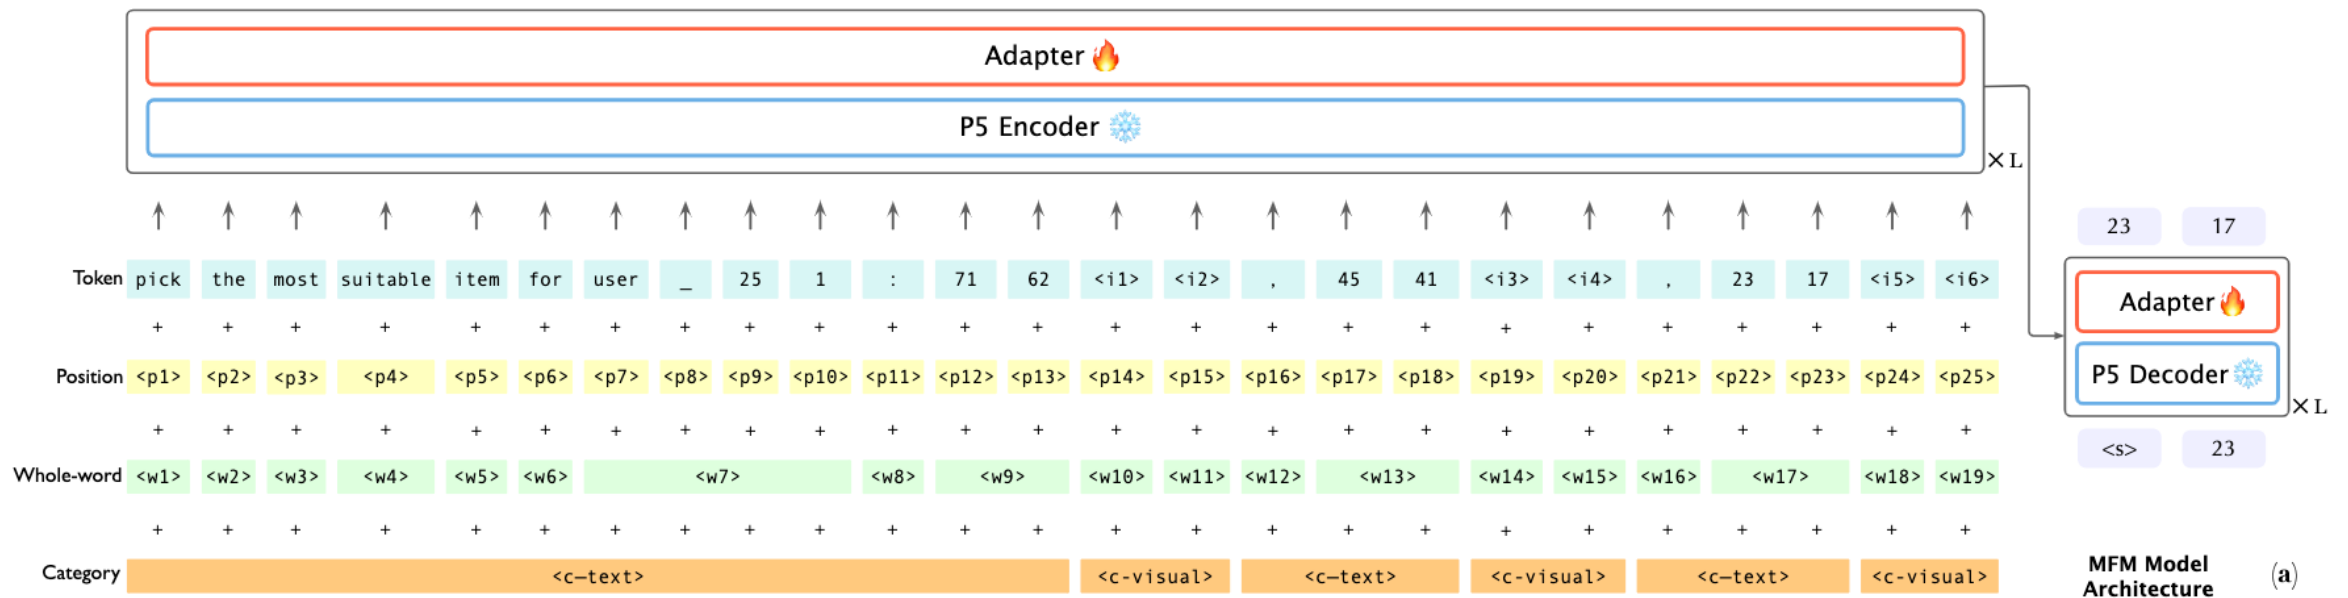 Adapter
P5 Encoder
×L
Token pick the most suitable item for user _ 25 1 : 71 62 <i1> <i2> , 45 41 <i3> <i4> , 23 17 <i5> <i6>
+ + + + + + + + + + + + + + + + + + + + + + + + +
Position <p1> <p2> <p3> <p4> <p5> <p6> <p7> <p8> <p9> <p10> <p11> <p12> <p13> <p14> <p15> <p16> <p17> <p18> <p19> <p20> <p21> <p22> <p23> <p24> <p25>
+ + + + + + + + + + + + + + + + + + + + + + + + +
Whole-word <w1> <w2> <w3> <w4> <w5> <w6> <w7> <w8> <w9> <w10> <w11> <w12> <w13> <w14> <w15> <w16> <w17> <w18> <w19>
+ + + + + + + + + + + + + + + + + + + + + + + + +
Category <c–text> <c-visual> <c–text> <c-visual> <c–text> <c-visual>
23 17
Adapter
P5 Decoder
×L
<s> 23
MFM Model
Architecture
(a)